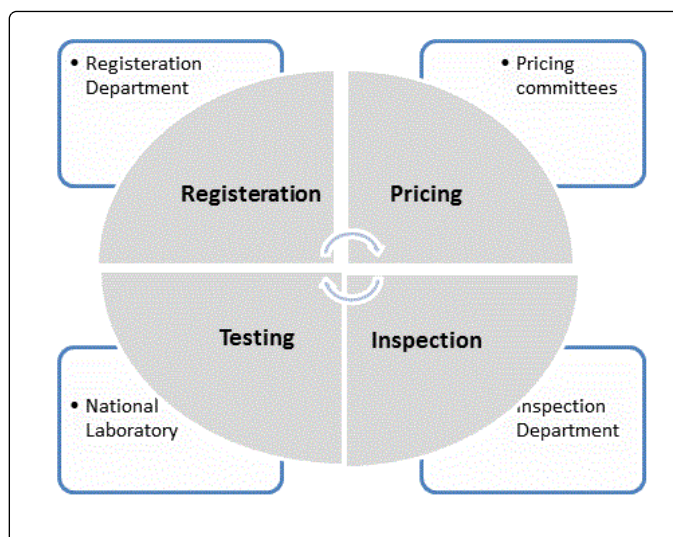 • Registeration
Department
• Pricing
committees
Registeration
Pricing
Testing
Inspection
• National
Laboratory
Inspection
Department